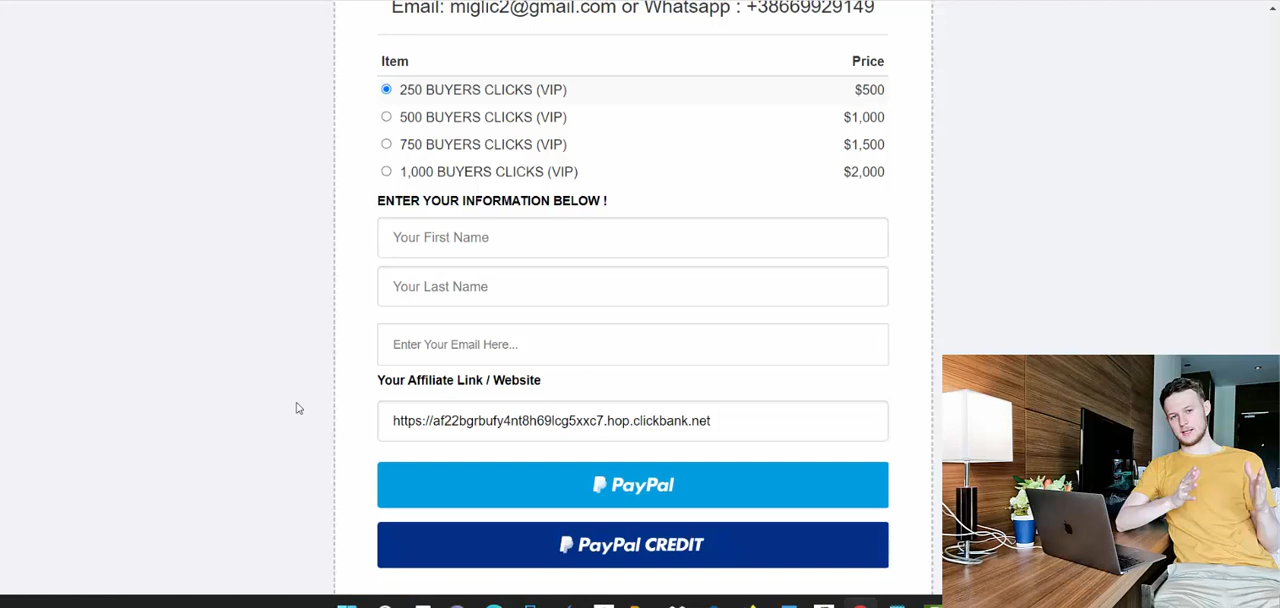 Email: miglic2@gmail.com or Whatsapp : +38669929149
Item Price
250 BUYERS CLICKS (VIP) $500
500 BUYERS CLICKS (VIP) $1,000
750 BUYERS CLICKS (VIP) $1,500
1,000 BUYERS CLICKS (VIP) $2,000
ENTER YOUR INFORMATION BELOW !
Your First Name
Your Last Name
Enter Your Email Here...
Your Affiliate Link / Website
https://af22bgrbufy4nt8h69lcg5xxc7.hop.clickbank.net
PayPal
PayPal CREDIT